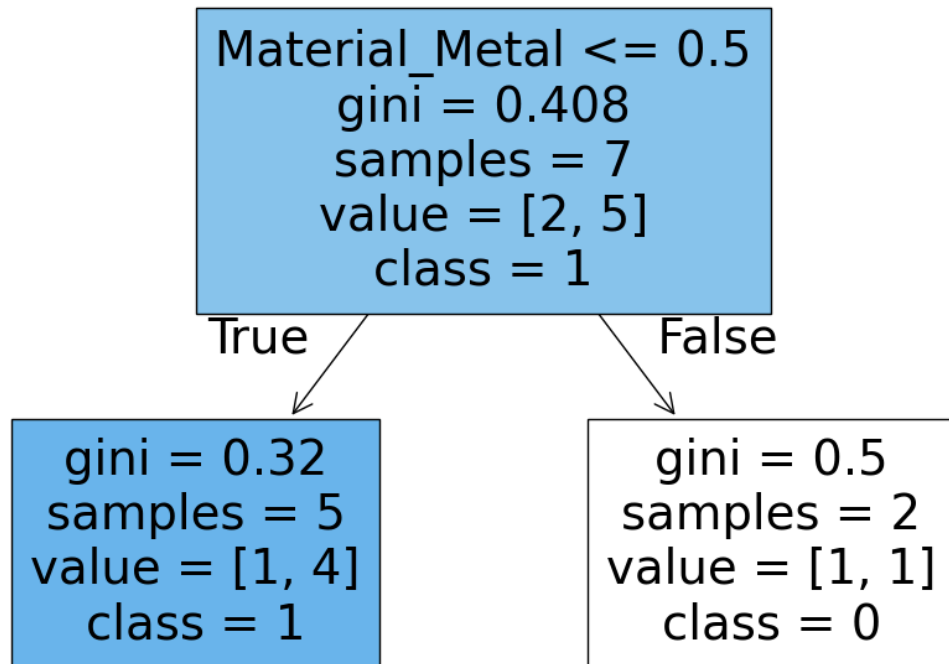 Material_Metal <= 0.5
gini = 0.408
samples = 7
value = [2, 5]
class = 1
True
False
gini = 0.32
samples = 5
value = [1, 4]
class = 1
gini = 0.5
samples = 2
value = [1, 1]
class = 0